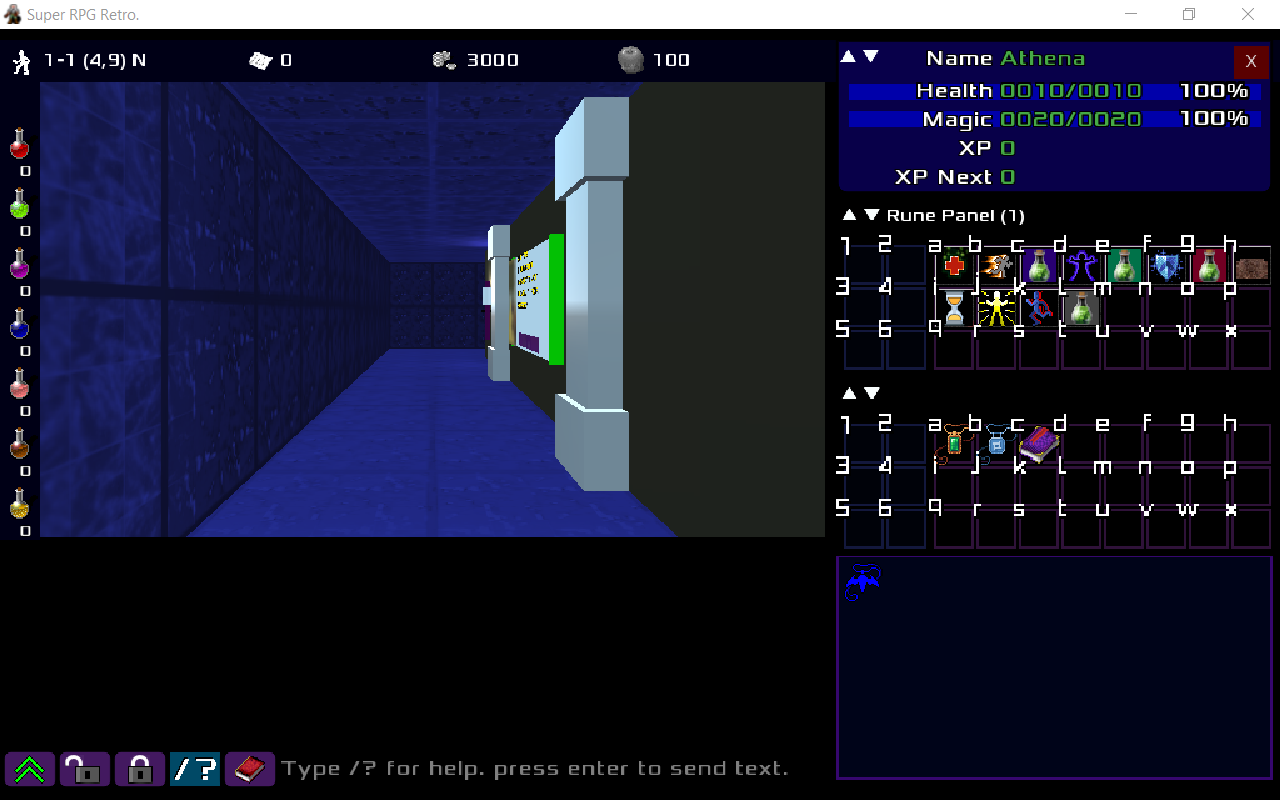 Super RPG Retro.
1-1 (4,9) N
0
3000
100
Name Athena
X
Health 0010/0010 100%
Magic 0020/0020 100%
XP 0
XP Next 0
0
0
0
0
0
0
0
Rune Panel (1)
1 2 a b c d e f g h
3 4 i j k l m n o p
5 6 q r s t u v w x
1 2 a b c d e f g h
3 4 i j k l m n o p
5 6 q r s t u v w x
/? Type /? for help. press enter to send text.